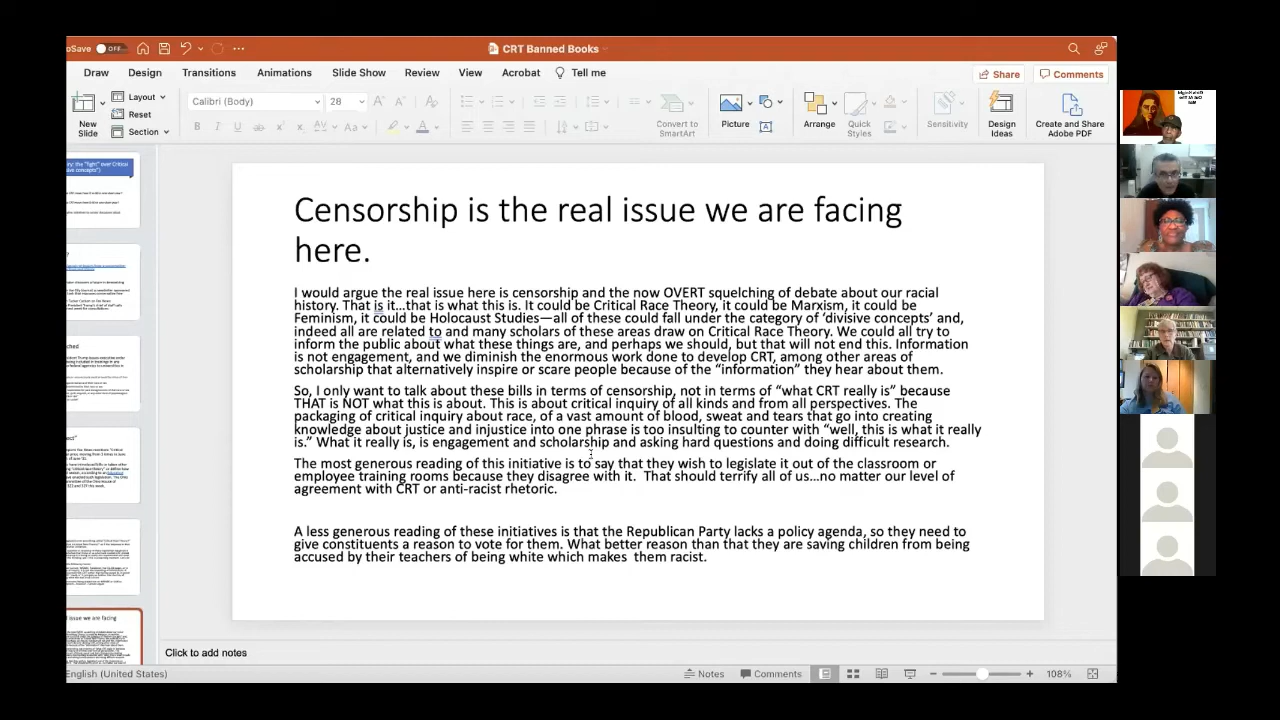 oSave OFF
CRT Banned Books
Draw Design Transitions Animations Slide Show Review View Acrobat Tell me
Share Comments
New Slide
Layout
Reset
Section
Calibri (Body) 28
B I U ab x x AV Aa A
Convert to SmartArt
Picture
Arrange
Quick Styles
Sensitivity
Design Ideas
Create and Share Adobe PDF
Censorship is the real issue we are facing
here.
I would argue the real issue here is censorship and the now OVERT squelching of debate about our racial
history. That is it…that is what this is. It could be Critical Race Theory, it could be Marxism, it could be
Feminism, it could be Holocaust Studies—all of these could fall under the category of ‘divisive concepts’ and,
indeed all are related to and many scholars of these areas draw on Critical Race Theory. We could all try to
inform the public about what these things are, and perhaps we should, but that will not end this. Information
is not engagement, and we diminish the enormous work done to develop CRT, among other areas of
scholarship that alternatively inspire or scare people because of the “information” they hear about them.
So, I only want to talk about these bills in terms of censorship, not in terms of “what CRT really is” because
THAT is NOT what this is about. This is about critical inquiry of all kinds and from all perspectives. The
packaging of critical inquiry about race, of a vast amount of blood, sweat and tears that go into creating
knowledge about justice and injustice into one phrase is too insulting to counter with “well, this is what it really
is.” What it really is, is engagement and scholarship and asking hard questions and doing difficult research.
The most generous reading of this initiative is to say that they wish to legislate it out of the classroom or
employee training rooms because they disagree with it. That should terrify all of us…no matter our level of
agreement with CRT or anti-racist rhetoric.
A less generous reading of these initiatives is that the Republican Party lacks a policy agenda, so they need to
give constituents a reason to vote for them. What better reason than that they are saving children from being
accused by their teachers of being white which makes them racist.
Click to add notes
English (United States)
Notes Comments 108%